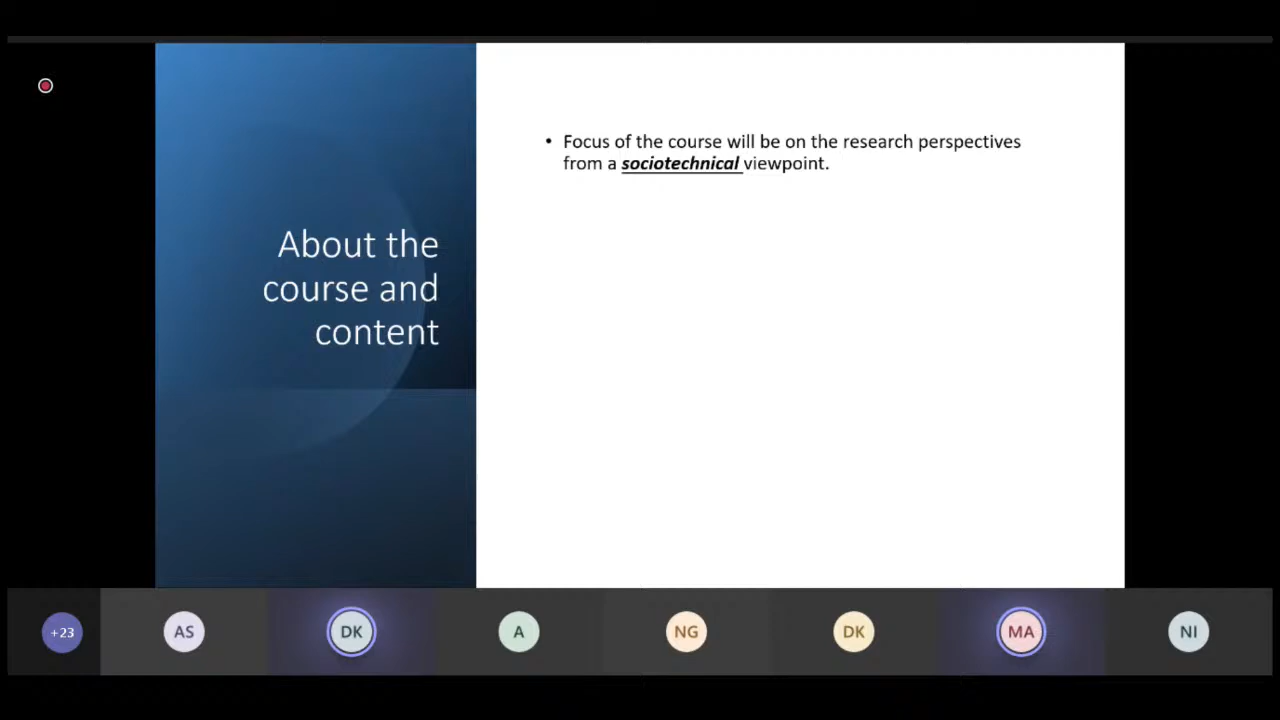 About the
course and
content
• Focus of the course will be on the research perspectives
from a sociotechnical viewpoint.
+23
AS
DK
A
NG
DK
MA
NI